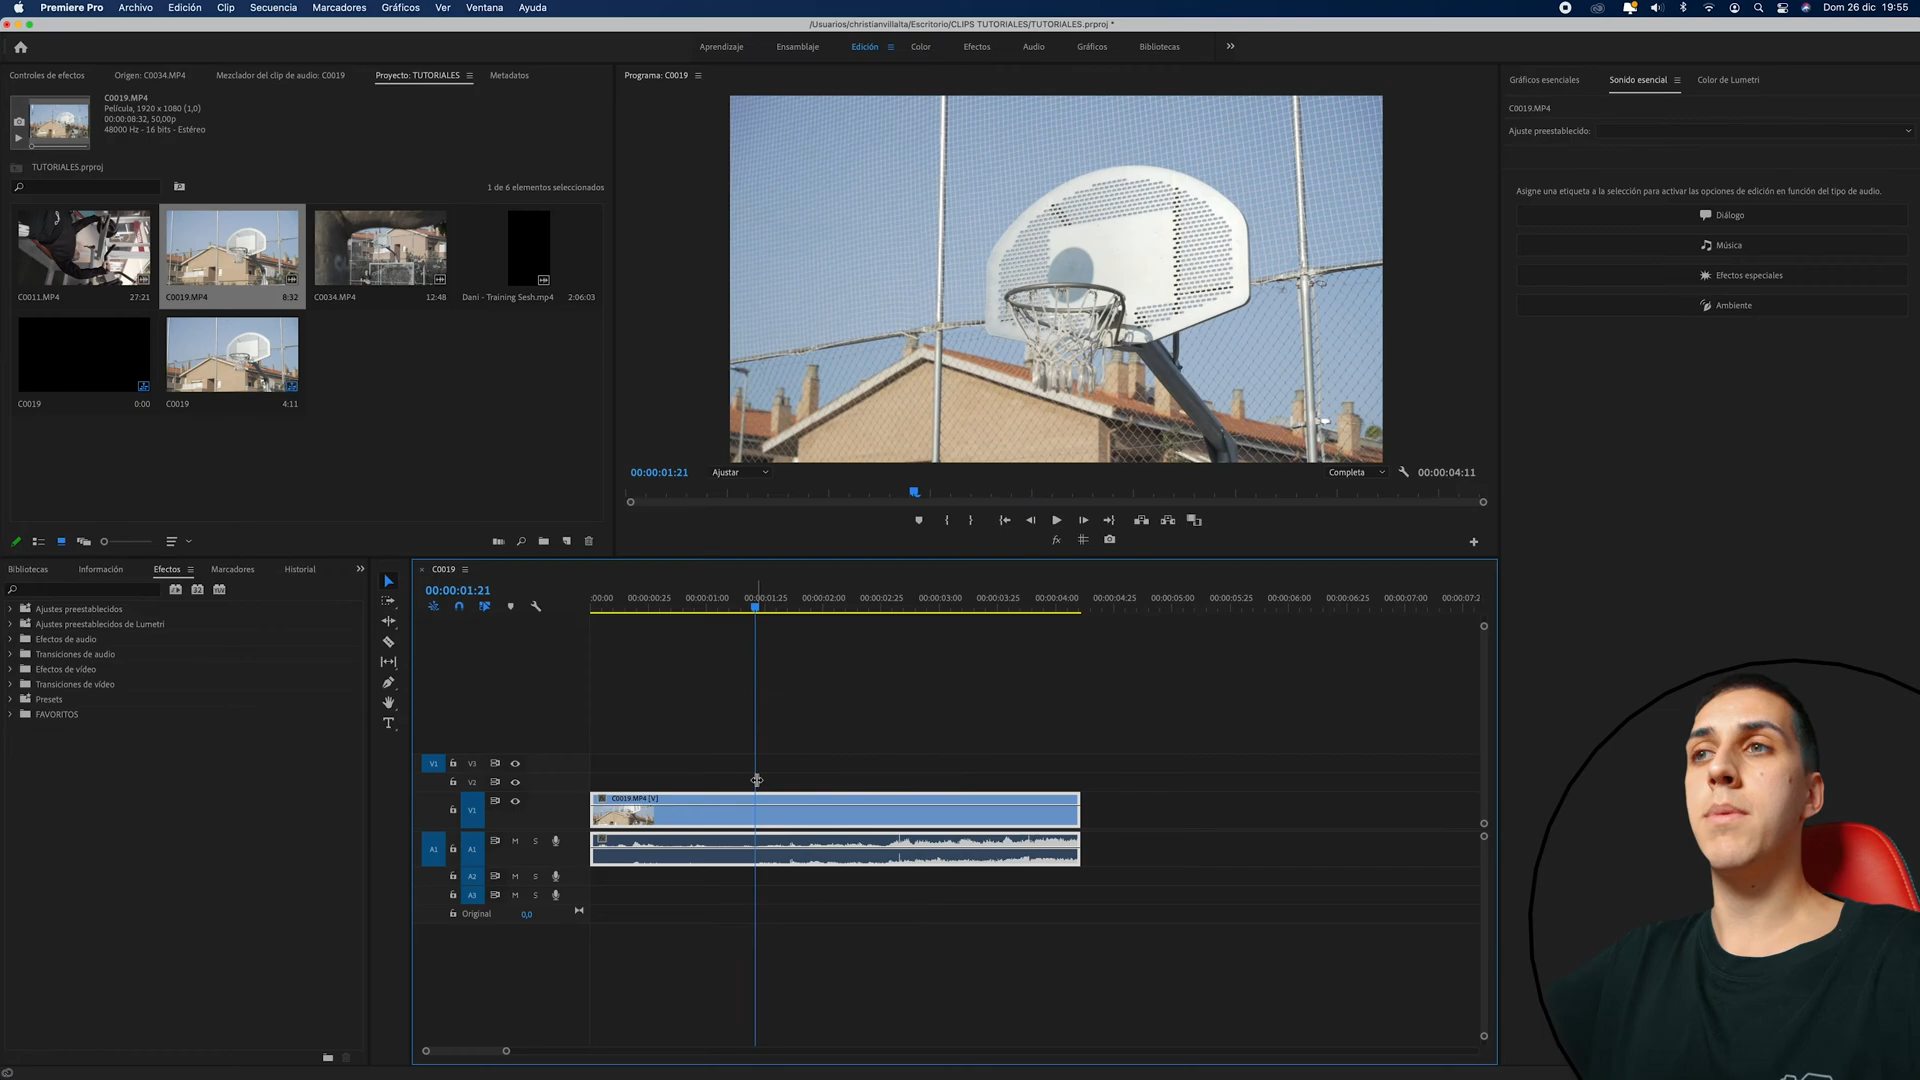 Premiere Pro Archivo Edición Clip Secuencia Marcadores Gráficos Ver Ventana Ayuda Dom 26 dic 19:55
/Usuarios/christianvillalta/Escritorio/CLIPS TUTORIALES/TUTORIALES.prproj *
Aprendizaje Ensamblaje Edición Color Efectos Audio Gráficos Bibliotecas
Controles de efectos Origen: C0034.MP4 Mezclador del clip de audio: C0019 Proyecto: TUTORIALES Metadatos
C0019.MP4
Película, 1920 x 1080 (1,0)
00:00:08:32, 50,00p
48000 Hz - 16 bits - Estéreo
TUTORIALES.prproj
1 de 6 elementos seleccionados
C0011.MP4 27:21
C0019.MP4 8:32
C0034.MP4 12:48
Dani - Training Sesh.mp4 2:06:03
C0019 0:00
C0019 4:11
Programa: C0019
00:00:01:21 Ajustar Completa 00:00:04:11
Gráficos esenciales Sonido esencial Color de Lumetri
C0019.MP4
Ajuste preestablecido:
Asigne una etiqueta a la selección para activar las opciones de edición en función del tipo de audio.
Diálogo
Música
Efectos especiales
Ambiente
Bibliotecas Información Efectos Marcadores Historial
Ajustes preestablecidos
Ajustes preestablecidos de Lumetri
Efectos de audio
Transiciones de audio
Efectos de vídeo
Transiciones de vídeo
Presets
FAVORITOS
C0019
00:00:01:21
:00:00 00:00:00:25 00:00:01:00 00:00:01:25 00:00:02:00 00:00:02:25 00:00:03:00 00:00:03:25 00:00:04:00 00:00:04:25 00:00:05:00 00:00:05:25 00:00:06:00 00:00:06:25 00:00:07:00 00:00:07:2
V1 V3
V2
V1
C0019.MP4 [V]
A1 A1 M S
A2 M S
A3 M S
Original 0,0